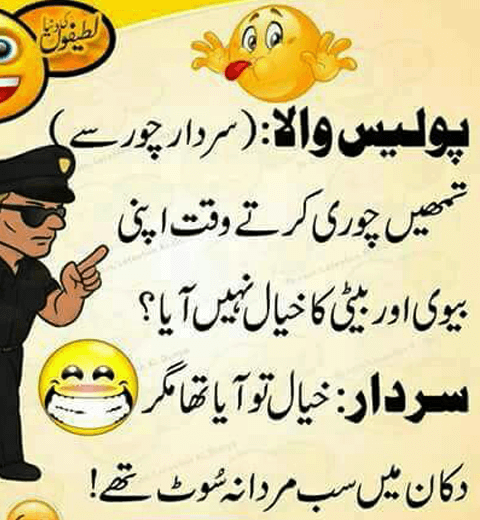 لطیفوں کی دنیا
پولیس والا: (سردار چور سے)
تمھیں چوری کرتے وقت اپنی
بیوی اور بیٹی کا خیال نہیں آیا؟
سردار: خیال تو آیا تھا مگر
دکان میں سب مردانہ سُوٹ تھے!